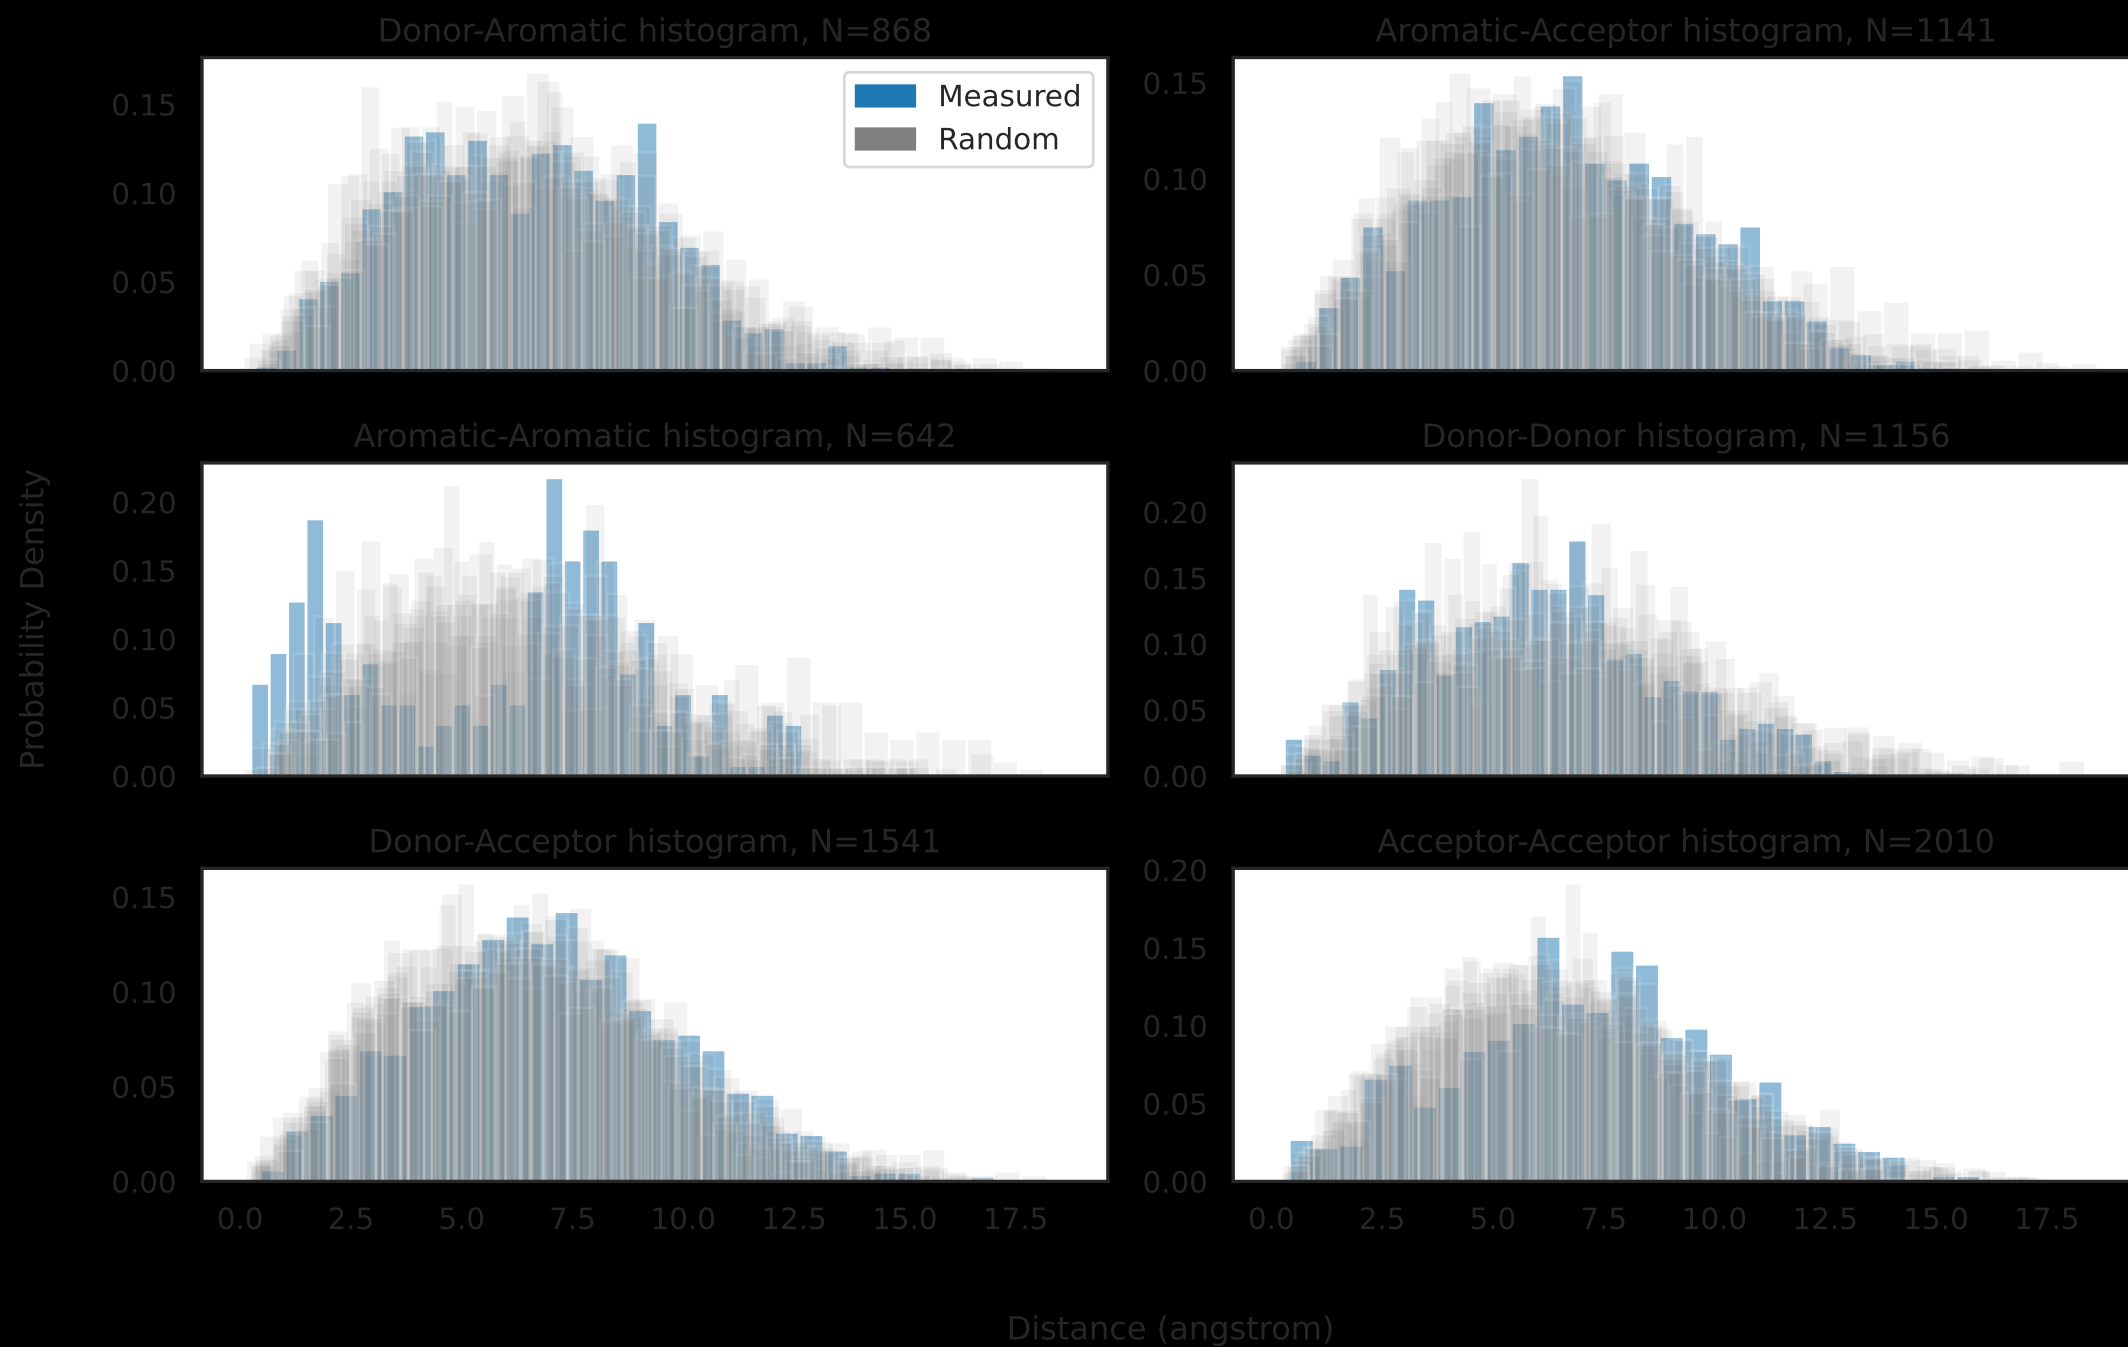 Donor-Aromatic histogram, N=868
0.15
0.10
0.05
0.00
Measured
Random
Aromatic-Acceptor histogram, N=1141
0.15
0.10
0.05
0.00
Probability Density
Aromatic-Aromatic histogram, N=642
0.20
0.15
0.10
0.05
0.00
Donor-Donor histogram, N=1156
0.20
0.15
0.10
0.05
0.00
Donor-Acceptor histogram, N=1541
0.15
0.10
0.05
0.00
0.0 2.5 5.0 7.5 10.0 12.5 15.0 17.5
Acceptor-Acceptor histogram, N=2010
0.20
0.15
0.10
0.05
0.00
0.0 2.5 5.0 7.5 10.0 12.5 15.0 17.5
Distance (angstrom)